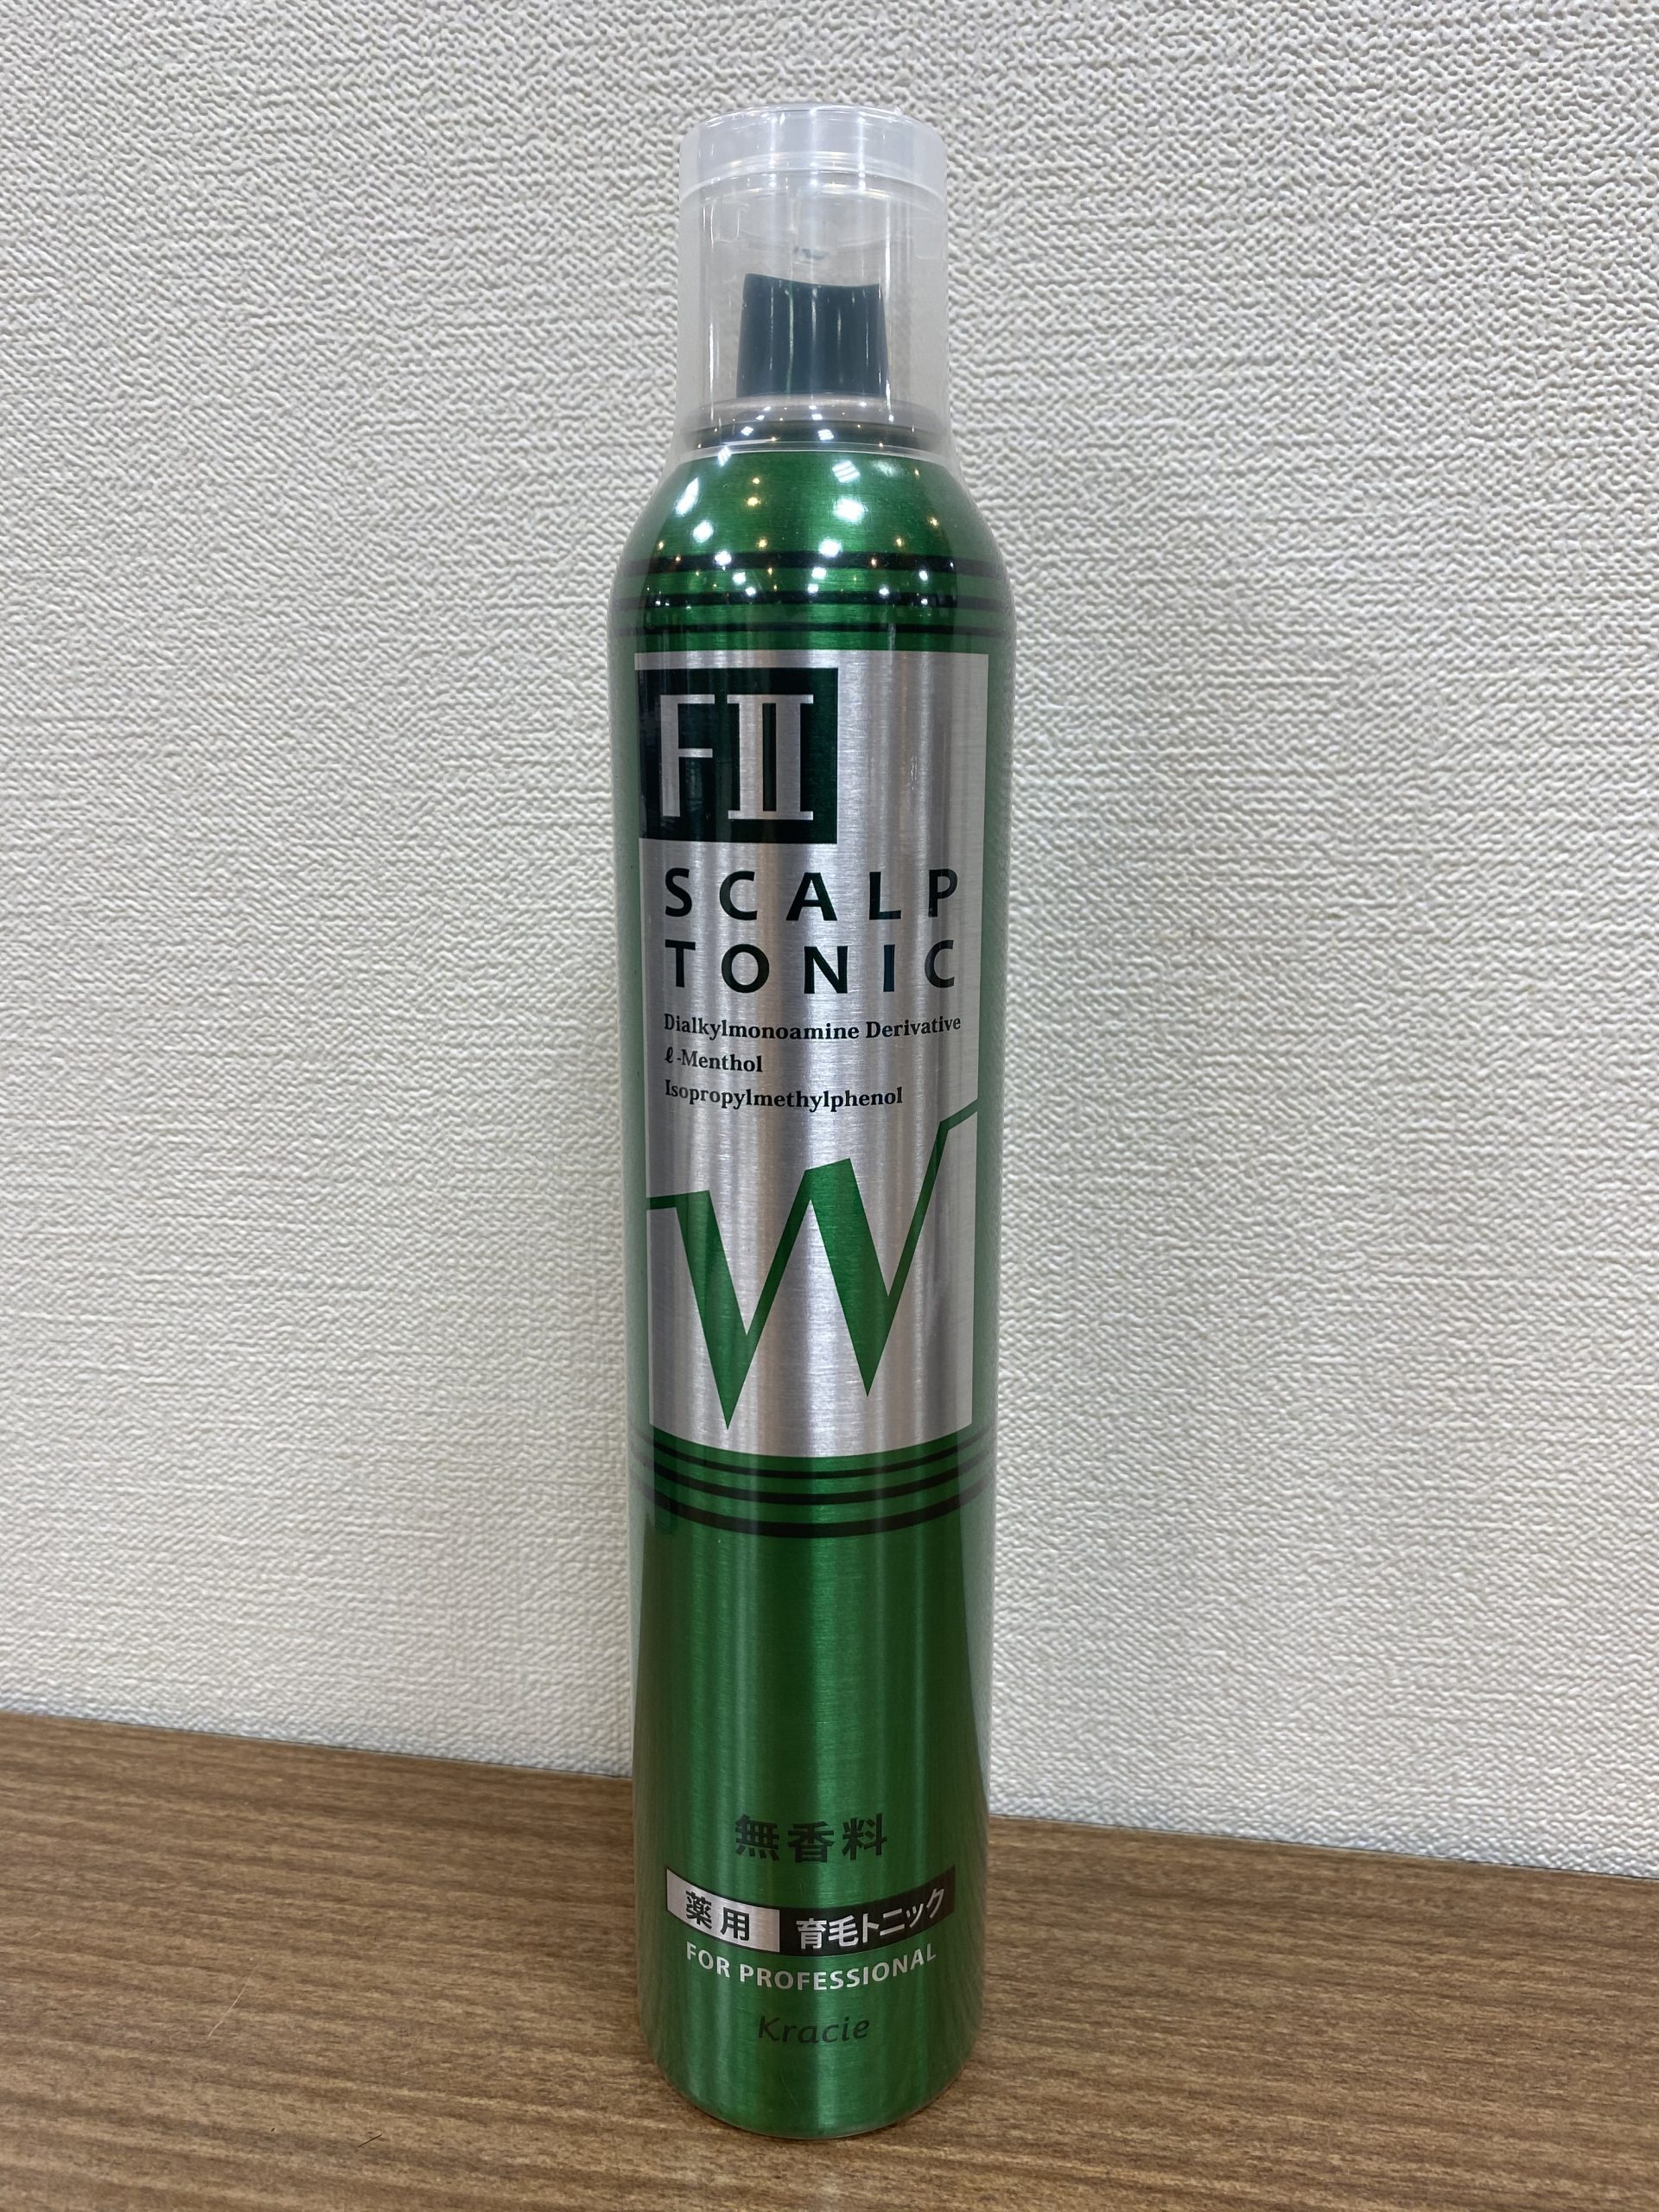 FII
SCALP
TONIC
Dialkylmonoamine Derivative
ℓ-Menthol
Isopropylmethylphenol
W
無香料
薬用 育毛トニック
FOR PROFESSIONAL
Kracie